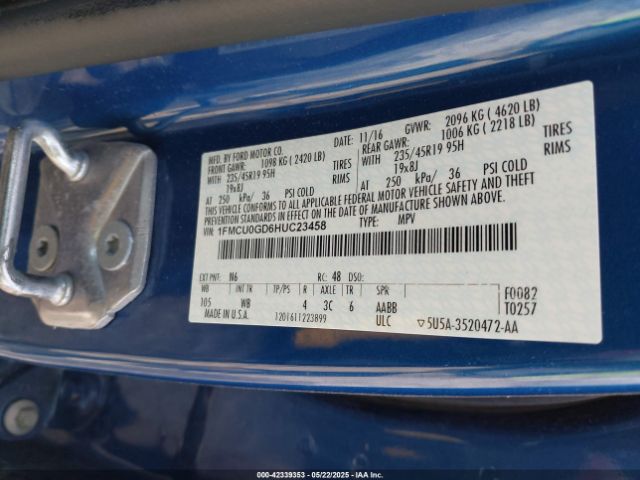 MFD. BY FORD MOTOR CO. DATE: 11/16 GVWR: 2096 KG ( 4620 LB)
FRONT GAWR: 1098 KG ( 2420 LB) REAR GAWR: 1006 KG ( 2218 LB)
WITH 235/45R19 95H TIRES WITH 235/45R19 95H TIRES
19x8J RIMS 19x8J RIMS
AT 250 kPa/ 36 PSI COLD AT 250 kPa/ 36 PSI COLD
THIS VEHICLE CONFORMS TO ALL APPLICABLE FEDERAL MOTOR VEHICLE SAFETY AND THEFT
PREVENTION STANDARDS IN EFFECT ON THE DATE OF MANUFACTURE SHOWN ABOVE.
VIN: 1FMCU0GD6HUC23458 TYPE: MPV
EXT PNT: N6 RC: 48 DSO:
WB INT TR TP/PS R AXLE TR SPR F0082
105 WB 4 3C 6 AABB T0257
MADE IN U.S.A. 1201611223899 ULC ▽5U5A-3520472-AA
000-42339353 - 05/22/2025 - IAA Inc.